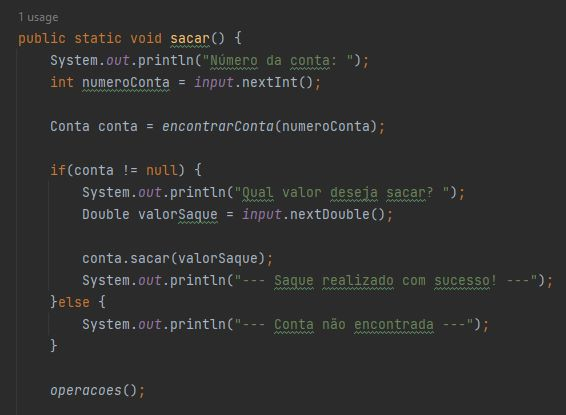 1 usage
public static void sacar() {
System.out.println("Número da conta: ");
int numeroConta = input.nextInt();
Conta conta = encontrarConta(numeroConta);
if(conta != null) {
System.out.println("Qual valor deseja sacar? ");
Double valorSaque = input.nextDouble();
conta.sacar(valorSaque);
System.out.println("--- Saque realizado com sucesso! ---");
}else {
System.out.println("--- Conta não encontrada ---");
}
operacoes();